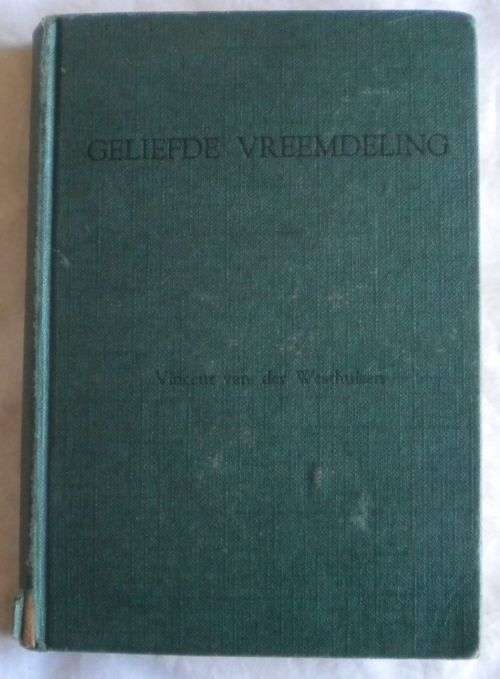 GELIEFDE VREEMDELING
Vincent van der Westhuizen